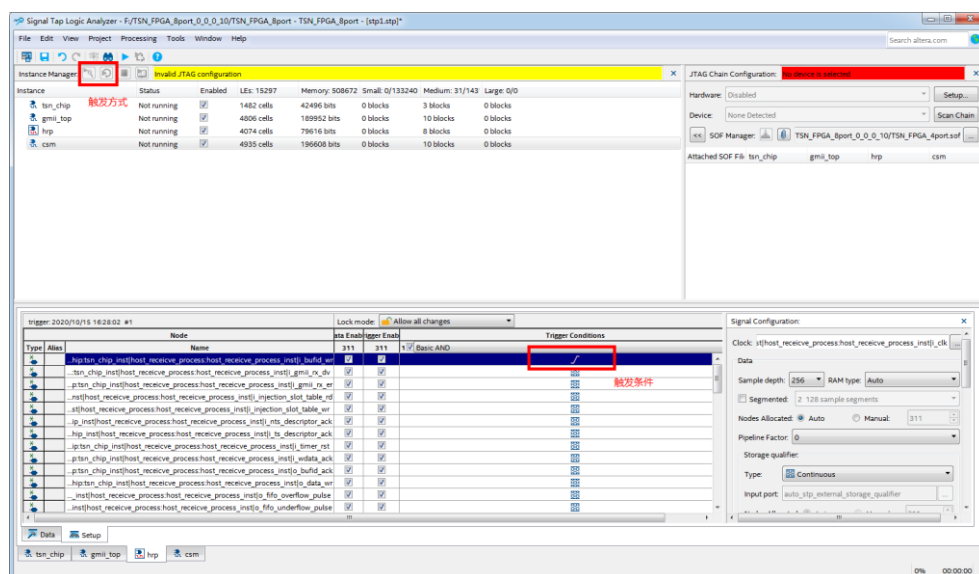 Signal Tap Logic Analyzer - F:/TSN_FPGA_8port_0_0_0_10/TSN_FPGA_8port - TSN_FPGA_8port - [stp1.stp]*
File Edit View Project Processing Tools Window Help
Search altera.com
Instance Manager: Invalid JTAG configuration
Instance Status Enabled LEs: 15297 Memory: 508672 Small: 0/133240 Medium: 31/143 Large: 0/0
tsn_chip Not running 1482 cells 42496 bits 0 blocks 3 blocks 0 blocks
触发方式
gmii_top Not running 4806 cells 189952 bits 0 blocks 10 blocks 0 blocks
hrp Not running 4074 cells 79616 bits 0 blocks 8 blocks 0 blocks
csm Not running 4935 cells 196608 bits 0 blocks 10 blocks 0 blocks
JTAG Chain Configuration: No device is selected
Hardware: Disabled Setup...
Device: None Detected Scan Chain
<< SOF Manager: TSN_FPGA_8port_0_0_0_10/TSN_FPGA_4port.sof ...
Attached SOF Fil tsn_chip gmii_top hrp csm
trigger: 2020/10/15 16:28:02 #1 Lock mode: Allow all changes
Node ata Enab rigger Enab Trigger Conditions
Type Alias Name 311 311 1 Basic AND
...hip:tsn_chip_inst|host_receicve_process:host_receicve_process_inst|i_bufid_wr
...tsn_chip_inst|host_receicve_process:host_receicve_process_inst|i_gmii_rx_dv
...p:tsn_chip_inst|host_receicve_process:host_receicve_process_inst|i_gmii_rx_er
触发条件
...nst|host_receicve_process:host_receicve_process_inst|i_injection_slot_table_rd
...st|host_receicve_process:host_receicve_process_inst|i_injection_slot_table_wr
...ip_inst|host_receicve_process:host_receicve_process_inst|i_nts_descriptor_ack
...hip_inst|host_receicve_process:host_receicve_process_inst|i_ts_descriptor_ack
...ip:tsn_chip_inst|host_receicve_process:host_receicve_process_inst|i_timer_rst
...p:tsn_chip_inst|host_receicve_process:host_receicve_process_inst|i_wdata_ack
...p:tsn_chip_inst|host_receicve_process:host_receicve_process_inst|o_bufid_ack
...hip:tsn_chip_inst|host_receicve_process:host_receicve_process_inst|o_data_wr
..._inst|host_receicve_process:host_receicve_process_inst|o_fifo_overflow_pulse
...inst|host_receicve_process:host_receicve_process_inst|o_fifo_underflow_pulse
Signal Configuration:
Clock: st|host_receicve_process:host_receicve_process_inst|i_clk ...
Data
Sample depth: 256 RAM type: Auto
Segmented: 2 128 sample segments
Nodes Allocated: Auto Manual: 311
Pipeline Factor: 0
Storage qualifier:
Type: Continuous
Input port: auto_stp_external_storage_qualifier ...
Data Setup
tsn_chip gmii_top hrp csm
0% 00:00:00